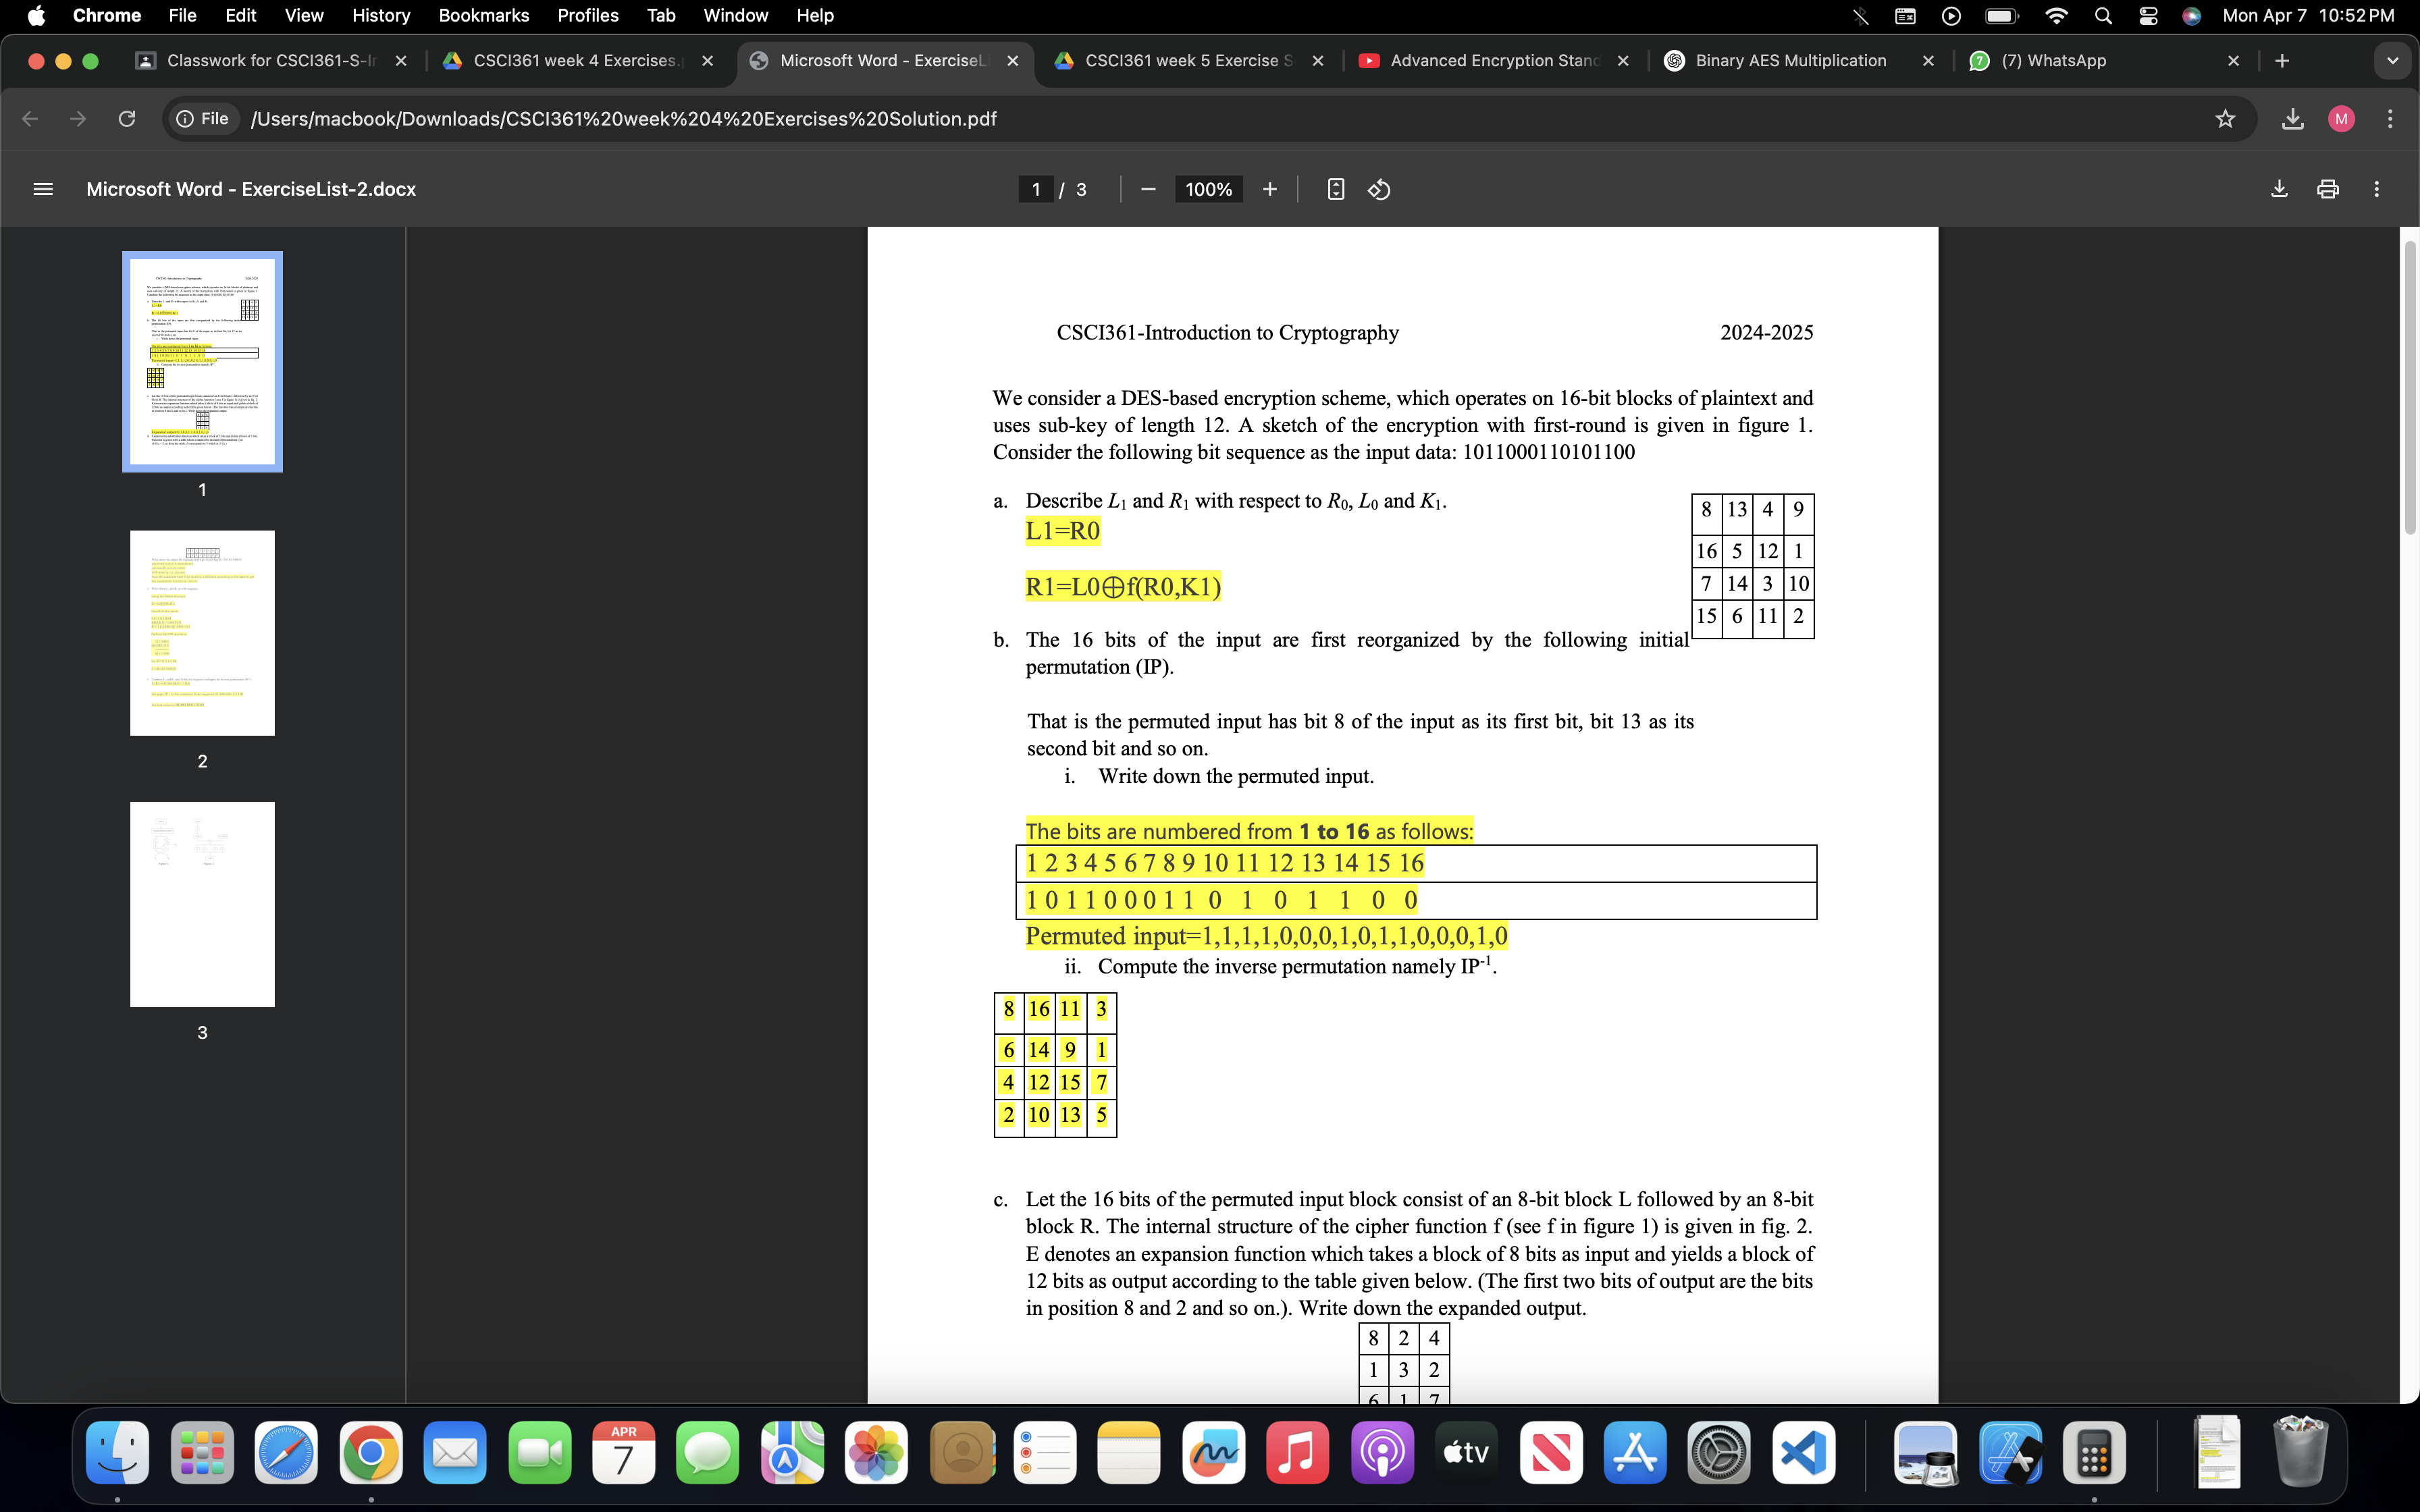 Chrome File Edit View History Bookmarks Profiles Tab Window Help Mon Apr 7 10:52 PM
Classwork for CSCI361-S-In CSCI361 week 4 Exercises. Microsoft Word - ExerciseL CSCI361 week 5 Exercise S Advanced Encryption Stand Binary AES Multiplication 7 (7) WhatsApp
File /Users/macbook/Downloads/CSCI361%20week%204%20Exercises%20Solution.pdf M
Microsoft Word - ExerciseList-2.docx 1 / 3 100%
1
2
3
CSCI361-Introduction to Cryptography 2024-2025
We consider a DES-based encryption scheme, which operates on 16-bit blocks of plaintext and
uses sub-key of length 12. A sketch of the encryption with first-round is given in figure 1.
Consider the following bit sequence as the input data: 1011000110101100
a. Describe L1 and R1 with respect to R0, L0 and K1.
L1=R0
R1=L0⊕f(R0,K1)
8 13 4 9
16 5 12 1
7 14 3 10
15 6 11 2
b. The 16 bits of the input are first reorganized by the following initial
permutation (IP).
That is the permuted input has bit 8 of the input as its first bit, bit 13 as its
second bit and so on.
i. Write down the permuted input.
The bits are numbered from 1 to 16 as follows:
1 2 3 4 5 6 7 8 9 10 11 12 13 14 15 16
1 0 1 1 0 0 0 1 1 0 1 0 1 1 0 0
Permuted input=1,1,1,1,0,0,0,1,0,1,1,0,0,0,1,0
ii. Compute the inverse permutation namely IP-1.
8 16 11 3
6 14 9 1
4 12 15 7
2 10 13 5
c. Let the 16 bits of the permuted input block consist of an 8-bit block L followed by an 8-bit
block R. The internal structure of the cipher function f (see f in figure 1) is given in fig. 2.
E denotes an expansion function which takes a block of 8 bits as input and yields a block of
12 bits as output according to the table given below. (The first two bits of output are the bits
in position 8 and 2 and so on.). Write down the expanded output.
8 2 4
1 3 2
6 1 7
APR
7
tv